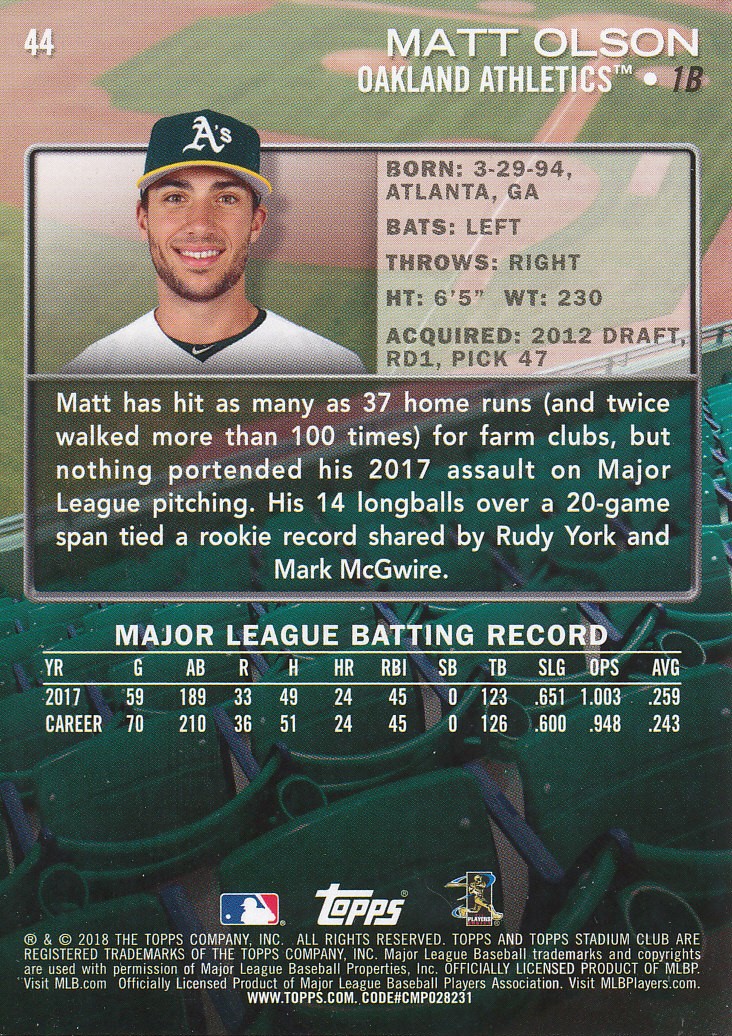 44
MATT OLSON
OAKLAND ATHLETICS™ • 1B
A's
BORN: 3-29-94,
ATLANTA, GA
BATS: LEFT
THROWS: RIGHT
HT: 6'5" WT: 230
ACQUIRED: 2012 DRAFT,
RD1, PICK 47
Matt has hit as many as 37 home runs (and twice
walked more than 100 times) for farm clubs, but
nothing portended his 2017 assault on Major
League pitching. His 14 longballs over a 20-game
span tied a rookie record shared by Rudy York and
Mark McGwire.
MAJOR LEAGUE BATTING RECORD
YR G AB R H HR RBI SB TB SLG OPS AVG
2017 59 189 33 49 24 45 0 123 .651 1.003 .259
CAREER 70 210 36 51 24 45 0 126 .600 .948 .243
® Topps ® PLAYERS ®
® & © 2018 THE TOPPS COMPANY, INC. ALL RIGHTS RESERVED. TOPPS AND TOPPS STADIUM CLUB ARE
REGISTERED TRADEMARKS OF THE TOPPS COMPANY, INC. Major League Baseball trademarks and copyrights
are used with permission of Major League Baseball Properties, Inc. OFFICIALLY LICENSED PRODUCT OF MLBP.
Visit MLB.com Officially Licensed Product of Major League Baseball Players Association. Visit MLBPlayers.com.
WWW.TOPPS.COM. CODE#CMP028231